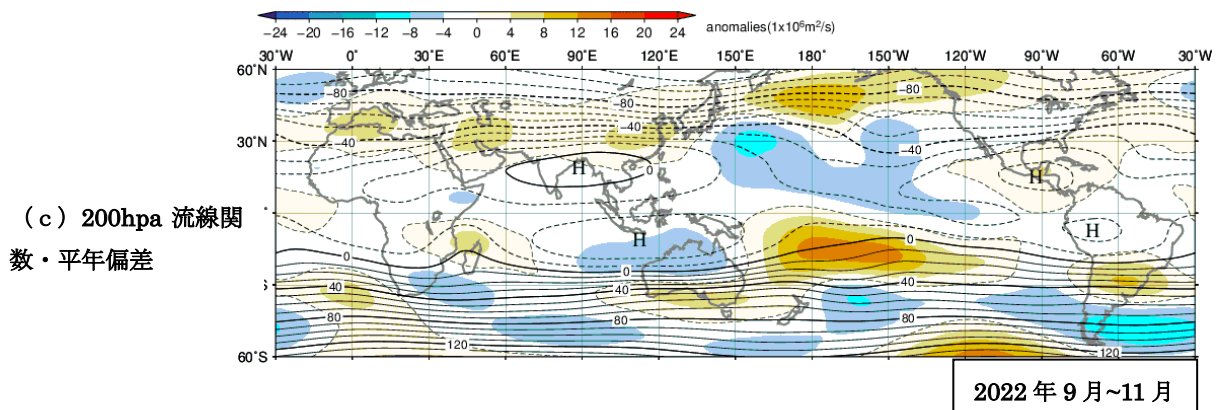 −24 −20 −16 −12 −8 −4 0 4 8 12 16 20 24 anomalies(1x10⁶m²/s)
30˚W 0˚ 30˚E 60˚E 90˚E 120˚E 150˚E 180˚ 150˚W 120˚W 90˚W 60˚W 30˚W
60˚N
−80 −80 −80
30˚N
−40 −40 −40
H 0 H
(c)200hpa 流線関
数・平年偏差
˚
H H
0 0 0
S
40 40 40
80 80 80
120 120
60˚S
2022 年 9 月~11 月